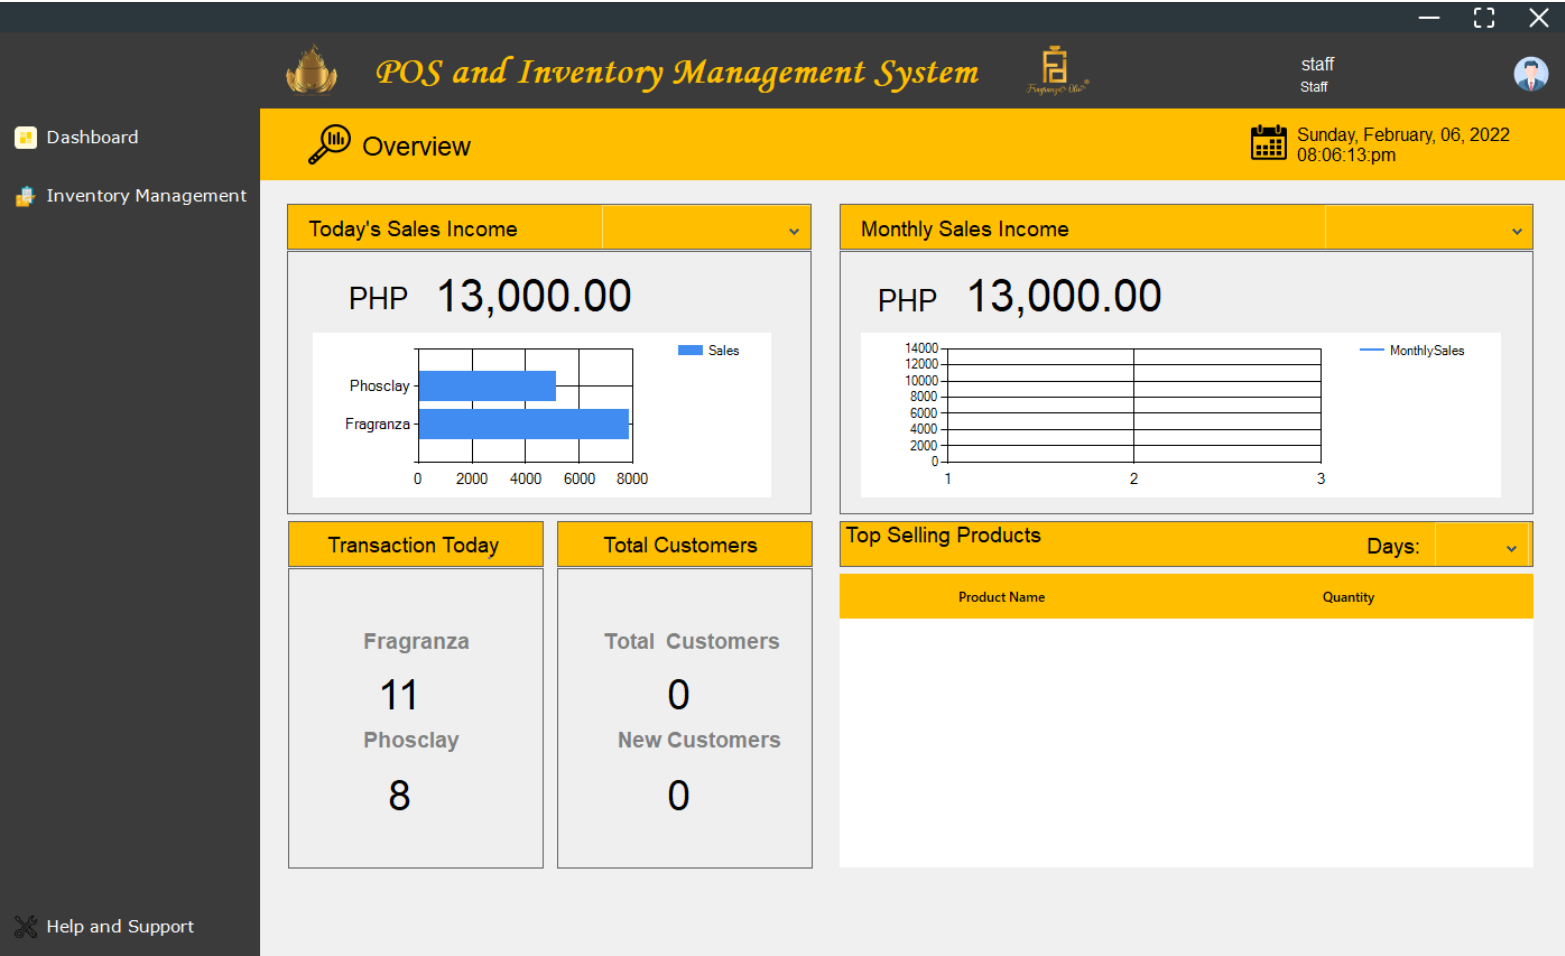 POS and Inventory Management System
Fragranza Olio
staff
Staff
Dashboard
Inventory Management
Help and Support
Overview
Sunday, February, 06, 2022
08:06:13:pm
Today's Sales Income
PHP 13,000.00
Sales
Phosclay
Fragranza
0 2000 4000 6000 8000
Monthly Sales Income
PHP 13,000.00
MonthlySales
14000
12000
10000
8000
6000
4000
2000
0
1 2 3
Transaction Today
Fragranza
11
Phosclay
8
Total Customers
Total Customers
0
New Customers
0
Top Selling Products
Days:
Product Name Quantity